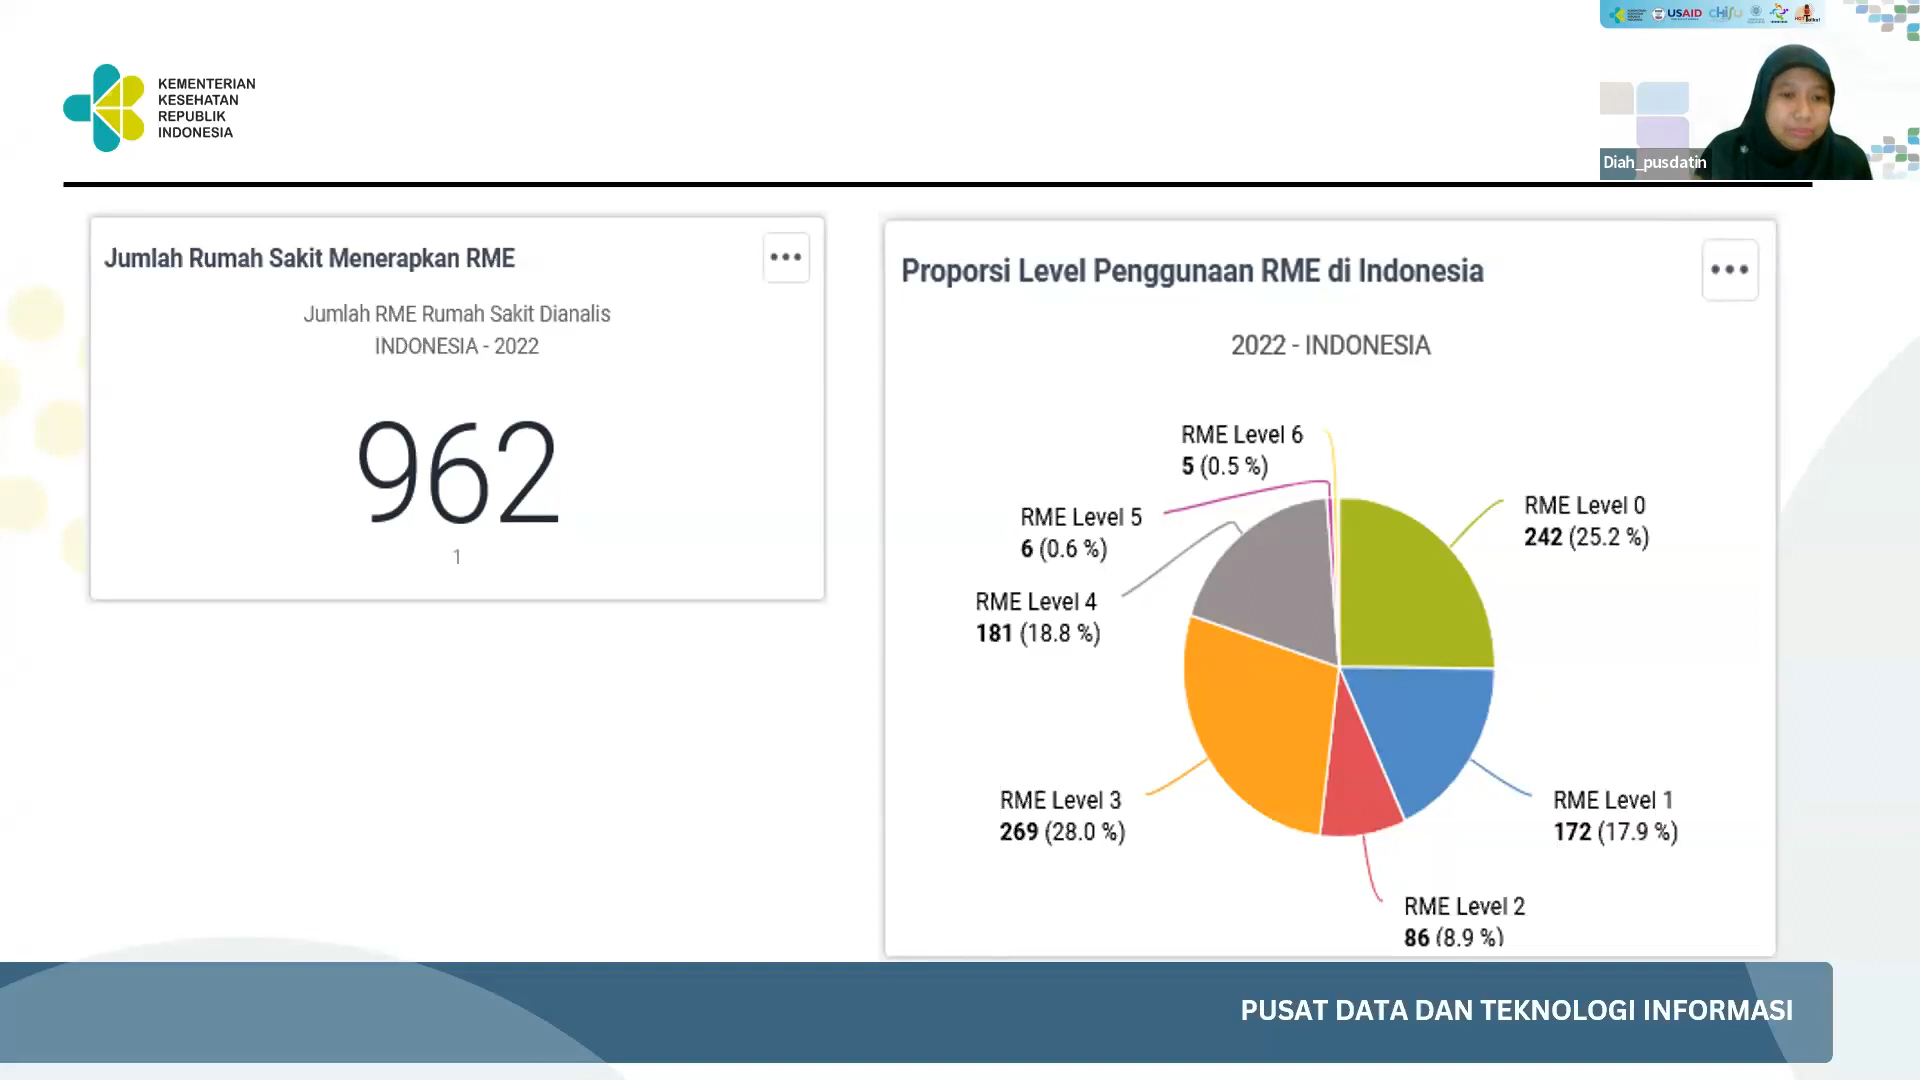 KEMENTERIAN
KESEHATAN
REPUBLIK
INDONESIA
USAID
CHISU
Diah_pusdatin
Jumlah Rumah Sakit Menerapkan RME
Jumlah RME Rumah Sakit Dianalis
INDONESIA - 2022
962
1
Proporsi Level Penggunaan RME di Indonesia
2022 - INDONESIA
RME Level 6
5 (0.5 %)
RME Level 0
242 (25.2 %)
RME Level 5
6 (0.6 %)
RME Level 4
181 (18.8 %)
RME Level 3
269 (28.0 %)
RME Level 1
172 (17.9 %)
RME Level 2
86 (8.9 %)
PUSAT DATA DAN TEKNOLOGI INFORMASI